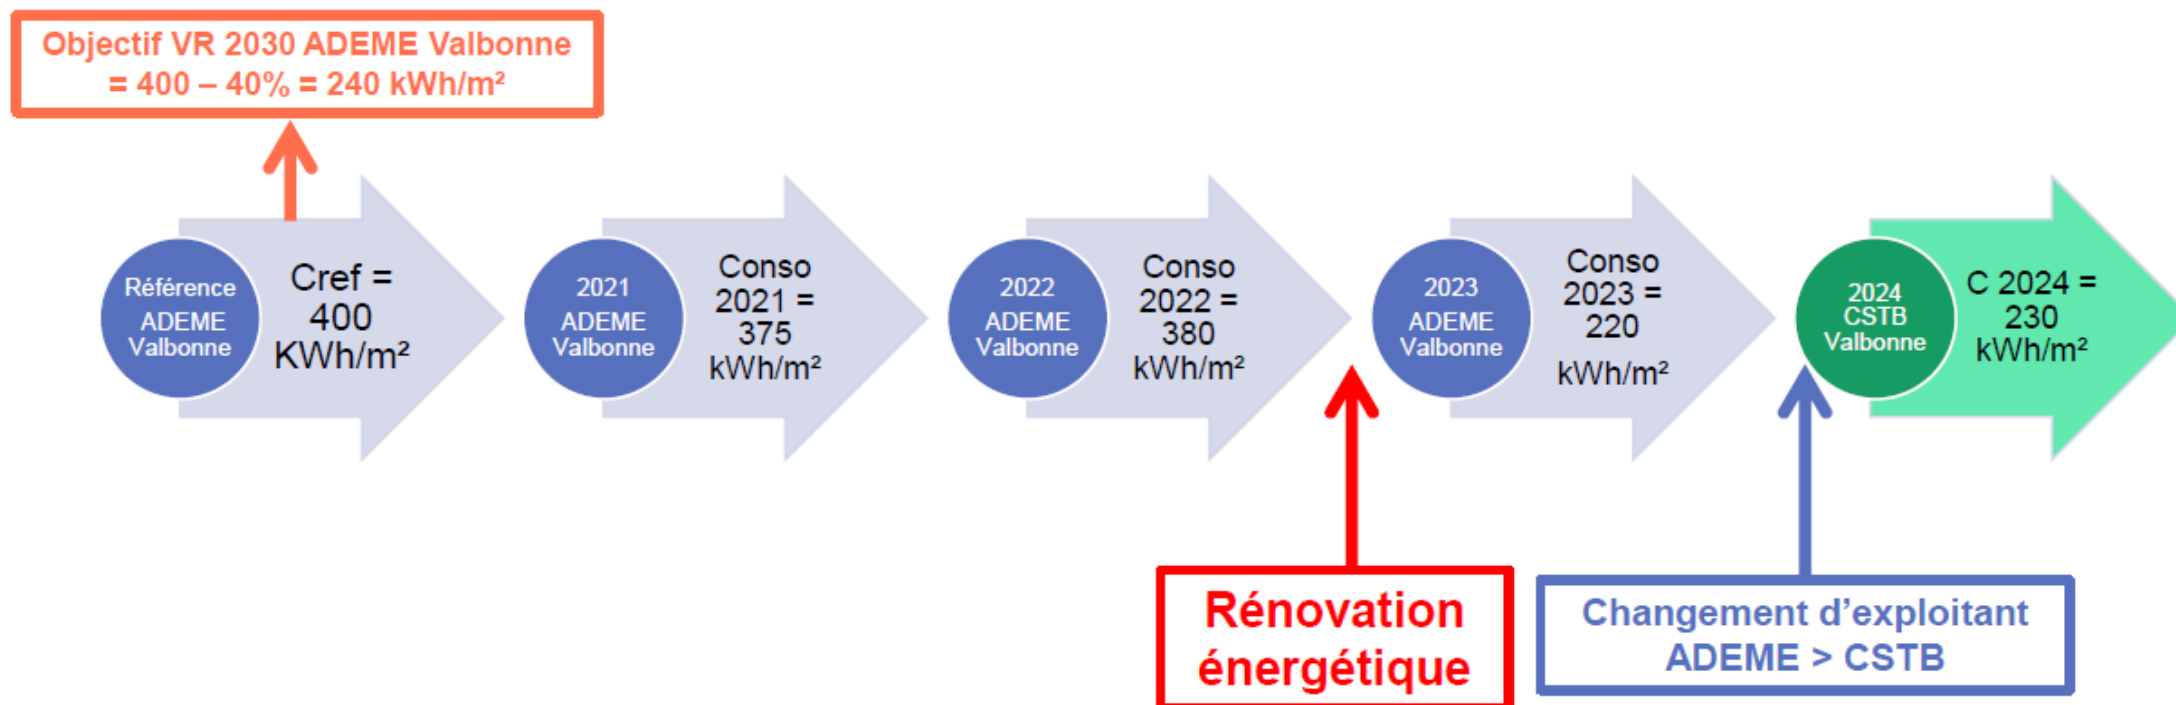 Objectif VR 2030 ADEME Valbonne
= 400 – 40% = 240 kWh/m²
Référence
ADEME
Valbonne
Cref =
400
KWh/m²
2021
ADEME
Valbonne
Conso
2021 =
375
kWh/m²
2022
ADEME
Valbonne
Conso
2022 =
380
kWh/m²
2023
ADEME
Valbonne
Conso
2023 =
220
kWh/m²
2024
CSTB
Valbonne
C 2024 =
230
kWh/m²
Rénovation
énergétique
Changement d'exploitant
ADEME > CSTB